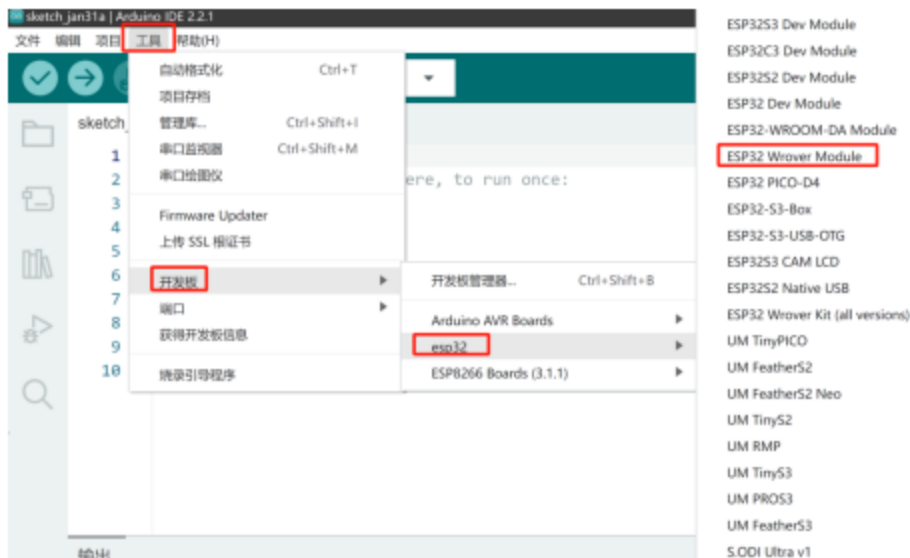 sketch_jan31a | Arduino IDE 2.2.1
文件 编辑 项目 工具 帮助(H)
自动格式化 Ctrl+T
项目存档
sketch_
管理库... Ctrl+Shift+I
串口监视器 Ctrl+Shift+M
串口绘图仪
Firmware Updater
上传 SSL 根证书
开发板
端口
获得开发板信息
烧录引导程序
1
2 ere, to run once:
3
4
5
6
7
8
9
10
开发板管理器... Ctrl+Shift+B
Arduino AVR Boards
esp32
ESP8266 Boards (3.1.1)
输出
ESP32S3 Dev Module
ESP32C3 Dev Module
ESP32S2 Dev Module
ESP32 Dev Module
ESP32-WROOM-DA Module
ESP32 Wrover Module
ESP32 PICO-D4
ESP32-S3-Box
ESP32-S3-USB-OTG
ESP32S3 CAM LCD
ESP32S2 Native USB
ESP32 Wrover Kit (all versions)
UM TinyPICO
UM FeatherS2
UM FeatherS2 Neo
UM TinyS2
UM RMP
UM TinyS3
UM PROS3
UM FeatherS3
S.ODI Ultra v1